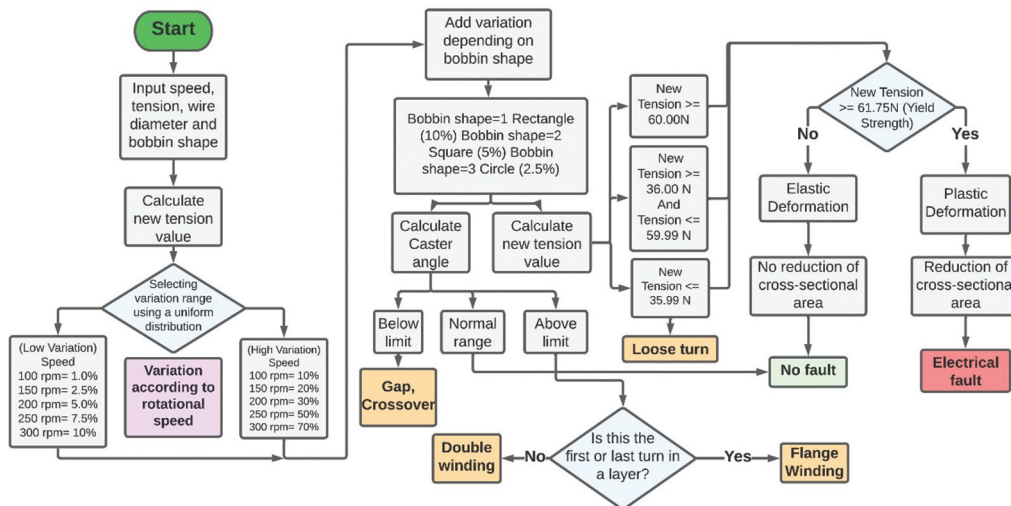 Start
Input speed,
tension, wire
diameter and
bobbin shape
Calculate
new tension
value
Selecting
variation range
using a uniform
distribution
(Low Variation)
Speed
100 rpm= 1.0%
150 rpm= 2.5%
200 rpm= 5.0%
250 rpm= 7.5%
300 rpm= 10%
Variation
according to
rotational
speed
(High Variation)
Speed
100 rpm= 10%
150 rpm= 20%
200 rpm= 30%
250 rpm= 50%
300 rpm= 70%
Add variation
depending on
bobbin shape
Bobbin shape=1 Rectangle
(10%) Bobbin shape=2
Square (5%) Bobbin
shape=3 Circle (2.5%)
Calculate
Caster
angle
Calculate
new tension
value
Below
limit
Normal
range
Above
limit
Gap,
Crossover
Is this the
first or last turn in
a layer?
No
Double
winding
Yes
Flange
Winding
New
Tension >=
60.00N
New
Tension >=
36.00 N
And
Tension <=
59.99 N
New
Tension <=
35.99 N
Loose turn
New Tension
>= 61.75N (Yield
Strength)
No
Yes
Elastic
Deformation
Plastic
Deformation
No reduction of
cross-sectional
area
Reduction of
cross-sectional
area
No fault
Electrical
fault